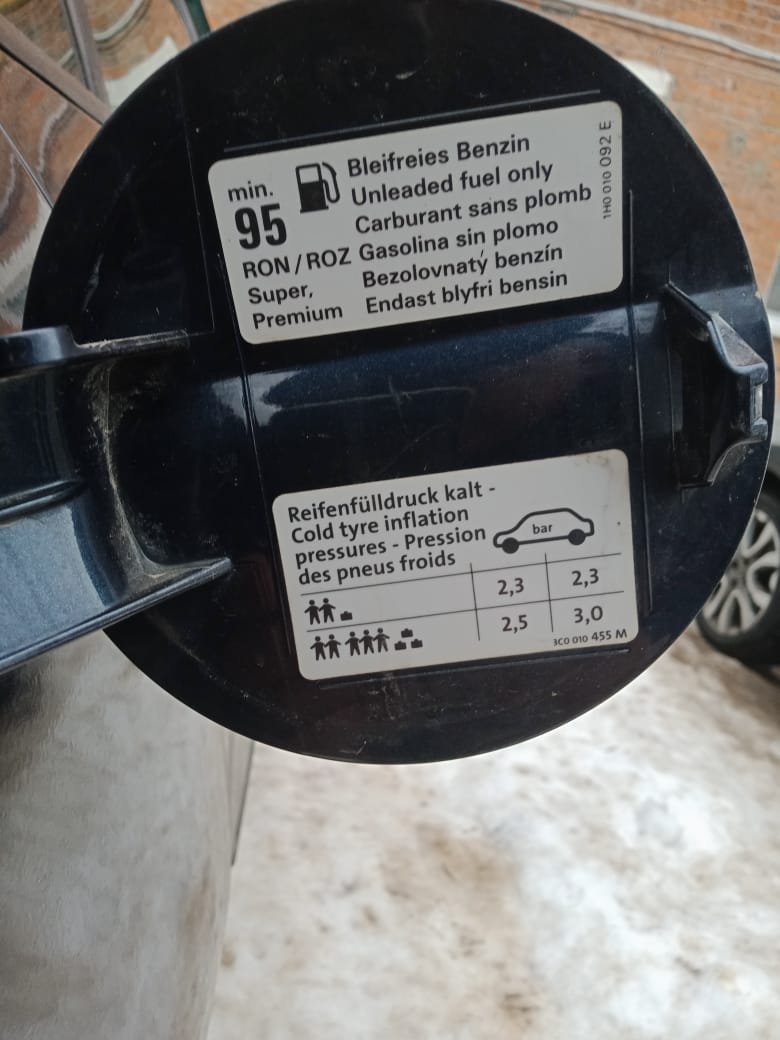 min.
95
RON/ROZ
Super,
Premium
Bleifreies Benzin
Unleaded fuel only
Carburant sans plomb
Gasolina sin plomo
Bezolovnatý benzín
Endast blyfri bensin
1H0 010 092 E
Reifenfülldruck kalt -
Cold tyre inflation
pressures - Pression
des pneus froids
bar
2,3 2,3
2,5 3,0
3C0 010 455 M